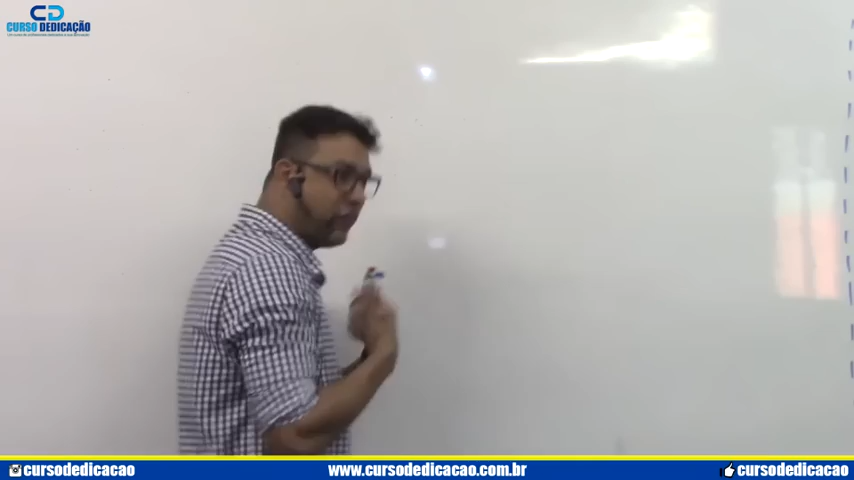 CD
CURSO DEDICAÇÃO
cursodedicacao
www.cursodedicacao.com.br
cursodedicacao